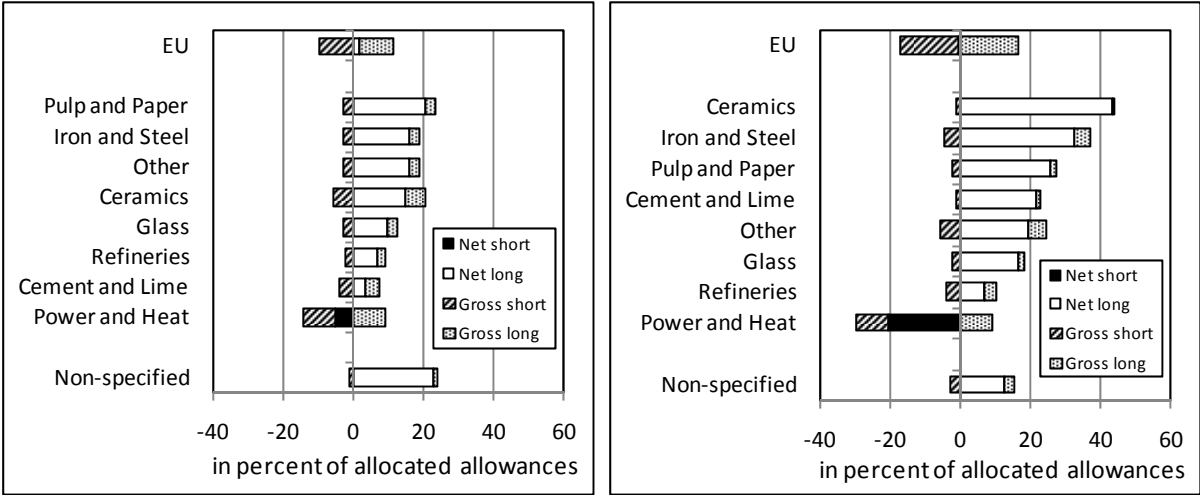 EU
Pulp and Paper
Iron and Steel
Other
Ceramics
Glass
Refineries
Cement and Lime
Power and Heat
Non-specified
Net short
Net long
Gross short
Gross long
-40 -20 0 20 40 60
in percent of allocated allowances
EU
Ceramics
Iron and Steel
Pulp and Paper
Cement and Lime
Other
Glass
Refineries
Power and Heat
Non-specified
Net short
Net long
Gross short
Gross long
-40 -20 0 20 40 60
in percent of allocated allowances